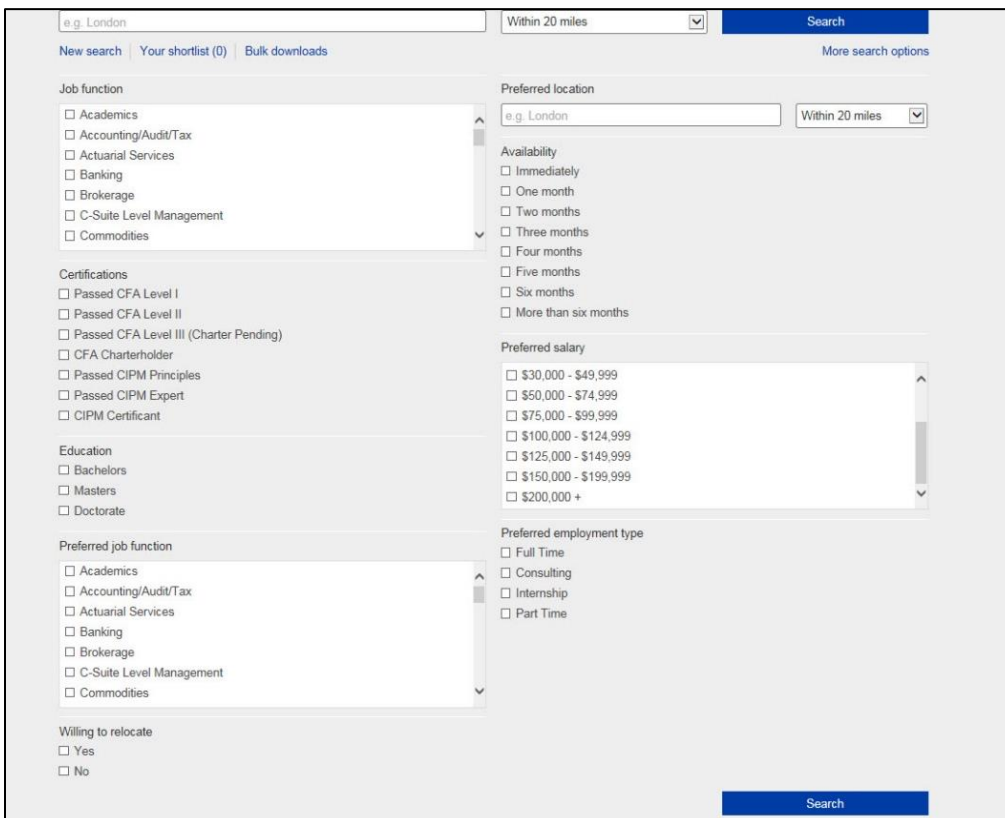 e.g. London
Within 20 miles
Search
New search
Your shortlist (0)
Bulk downloads
More search options
Job function
Academics
Accounting/Audit/Tax
Actuarial Services
Banking
Brokerage
C-Suite Level Management
Commodities
Certifications
Passed CFA Level I
Passed CFA Level II
Passed CFA Level III (Charter Pending)
CFA Charterholder
Passed CIPM Principles
Passed CIPM Expert
CIPM Certificant
Education
Bachelors
Masters
Doctorate
Preferred job function
Academics
Accounting/Audit/Tax
Actuarial Services
Banking
Brokerage
C-Suite Level Management
Commodities
Willing to relocate
Yes
No
Preferred location
e.g. London
Within 20 miles
Availability
Immediately
One month
Two months
Three months
Four months
Five months
Six months
More than six months
Preferred salary
$30,000 - $49,999
$50,000 - $74,999
$75,000 - $99,999
$100,000 - $124,999
$125,000 - $149,999
$150,000 - $199,999
$200,000 +
Preferred employment type
Full Time
Consulting
Internship
Part Time
Search